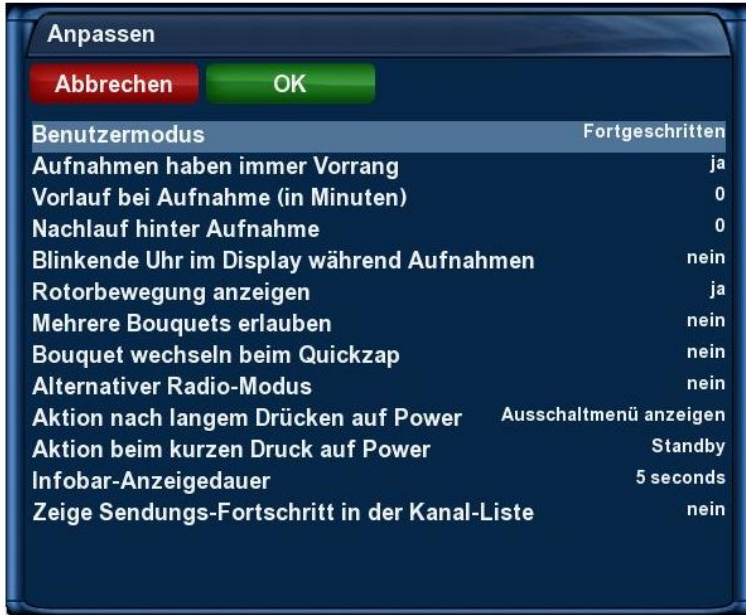 Anpassen
Abbrechen OK
Benutzermodus Fortgeschritten
Aufnahmen haben immer Vorrang ja
Vorlauf bei Aufnahme (in Minuten) 0
Nachlauf hinter Aufnahme 0
Blinkende Uhr im Display während Aufnahmen nein
Rotorbewegung anzeigen ja
Mehrere Bouquets erlauben nein
Bouquet wechseln beim Quickzap nein
Alternativer Radio-Modus nein
Aktion nach langem Drücken auf Power Ausschaltmenü anzeigen
Aktion beim kurzen Druck auf Power Standby
Infobar-Anzeigedauer 5 seconds
Zeige Sendungs-Fortschritt in der Kanal-Liste nein